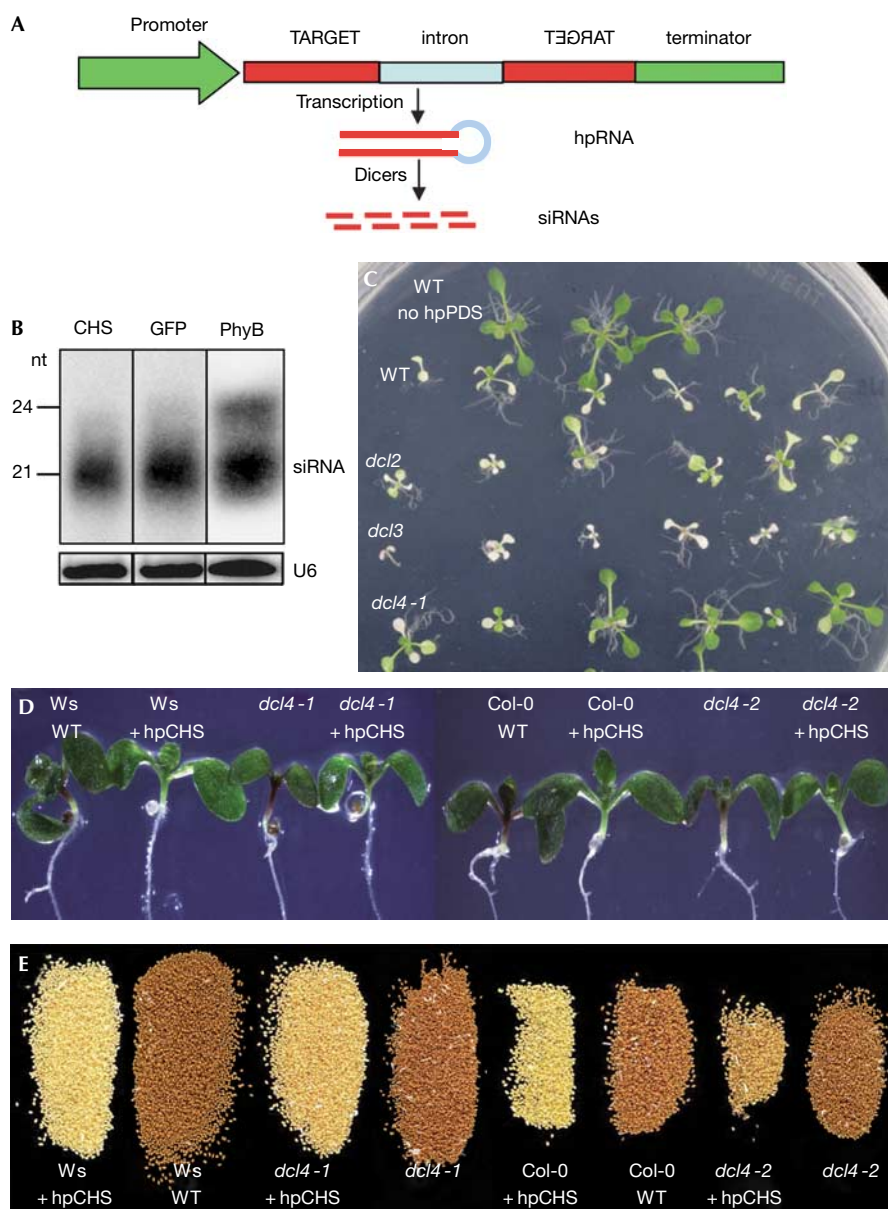 A
Promoter
TARGET intron TARGET terminator
Transcription
hpRNA
Dicers
siRNAs
B
CHS GFP PhyB
nt
24
21
siRNA
U6
C
WT
no hpPDS
WT
dcl2
dcl3
dcl4-1
D
Ws
WT
Ws
+ hpCHS
dcl4-1
dcl4-1
+ hpCHS
Col-0
WT
Col-0
+ hpCHS
dcl4-2
dcl4-2
+ hpCHS
E
Ws
+ hpCHS
Ws
WT
dcl4-1
+ hpCHS
dcl4-1
Col-0
+ hpCHS
Col-0
WT
dcl4-2
+ hpCHS
dcl4-2